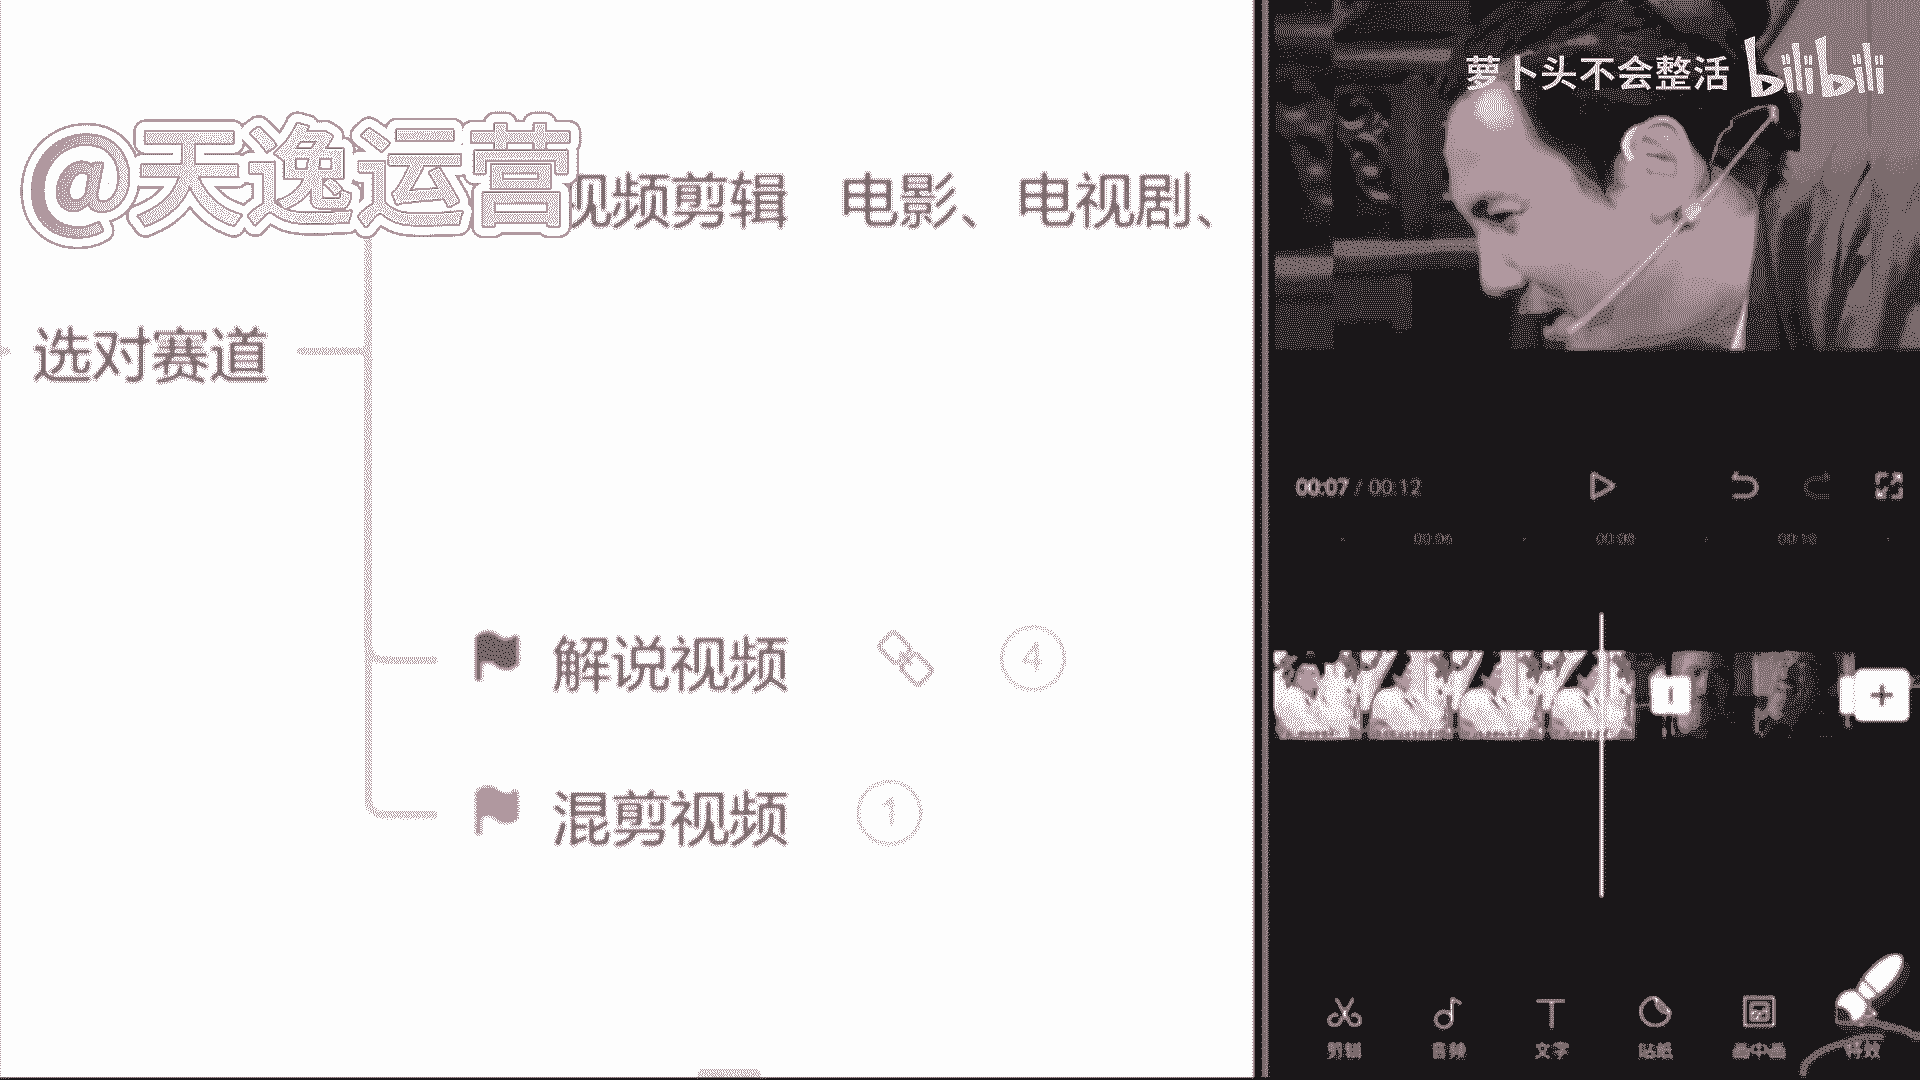 萝卜头不会整活 bilibili
@天逸运营
视频剪辑 电影、电视剧、
选对赛道
解说视频 4
混剪视频 1
00:07 / 00:12
00:06 00:08 00:10
剪辑 音频 文字 贴纸 画中画 特效